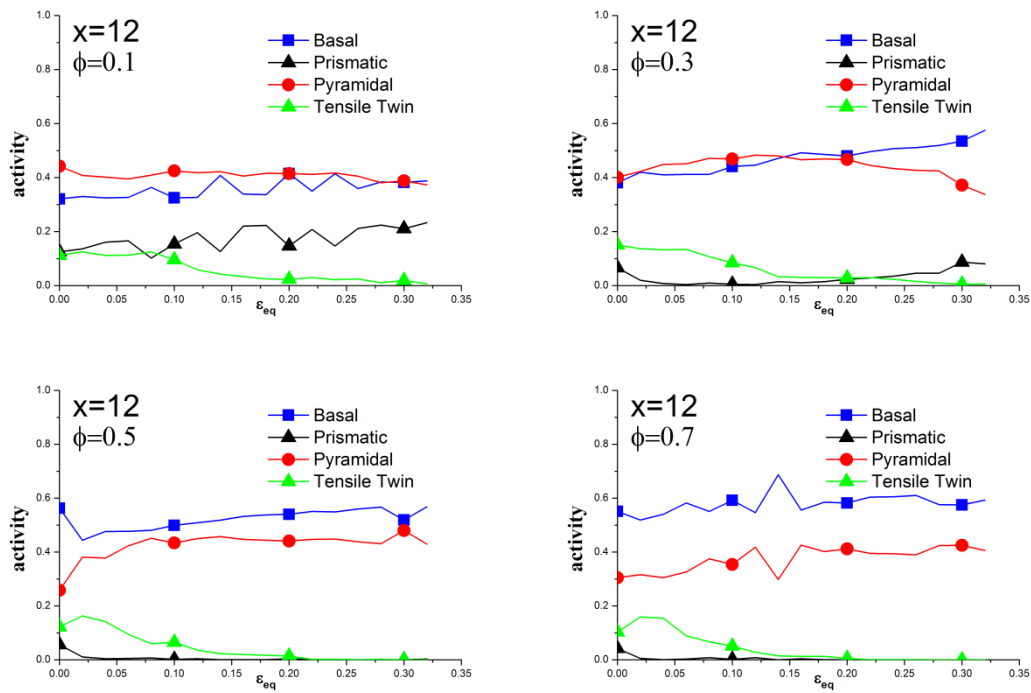 x=12
ϕ=0.1
Basal
Prismatic
Pyramidal
Tensile Twin
activity
1.0
0.8
0.6
0.4
0.2
0.0
0.00 0.05 0.10 0.15 0.20 0.25 0.30 0.35
εeq
x=12
ϕ=0.3
Basal
Prismatic
Pyramidal
Tensile Twin
activity
1.0
0.8
0.6
0.4
0.2
0.0
0.00 0.05 0.10 0.15 0.20 0.25 0.30 0.35
εeq
x=12
ϕ=0.5
Basal
Prismatic
Pyramidal
Tensile Twin
activity
1.0
0.8
0.6
0.4
0.2
0.0
0.00 0.05 0.10 0.15 0.20 0.25 0.30 0.35
εeq
x=12
ϕ=0.7
Basal
Prismatic
Pyramidal
Tensile Twin
activity
1.0
0.8
0.6
0.4
0.2
0.0
0.00 0.05 0.10 0.15 0.20 0.25 0.30 0.35
εeq